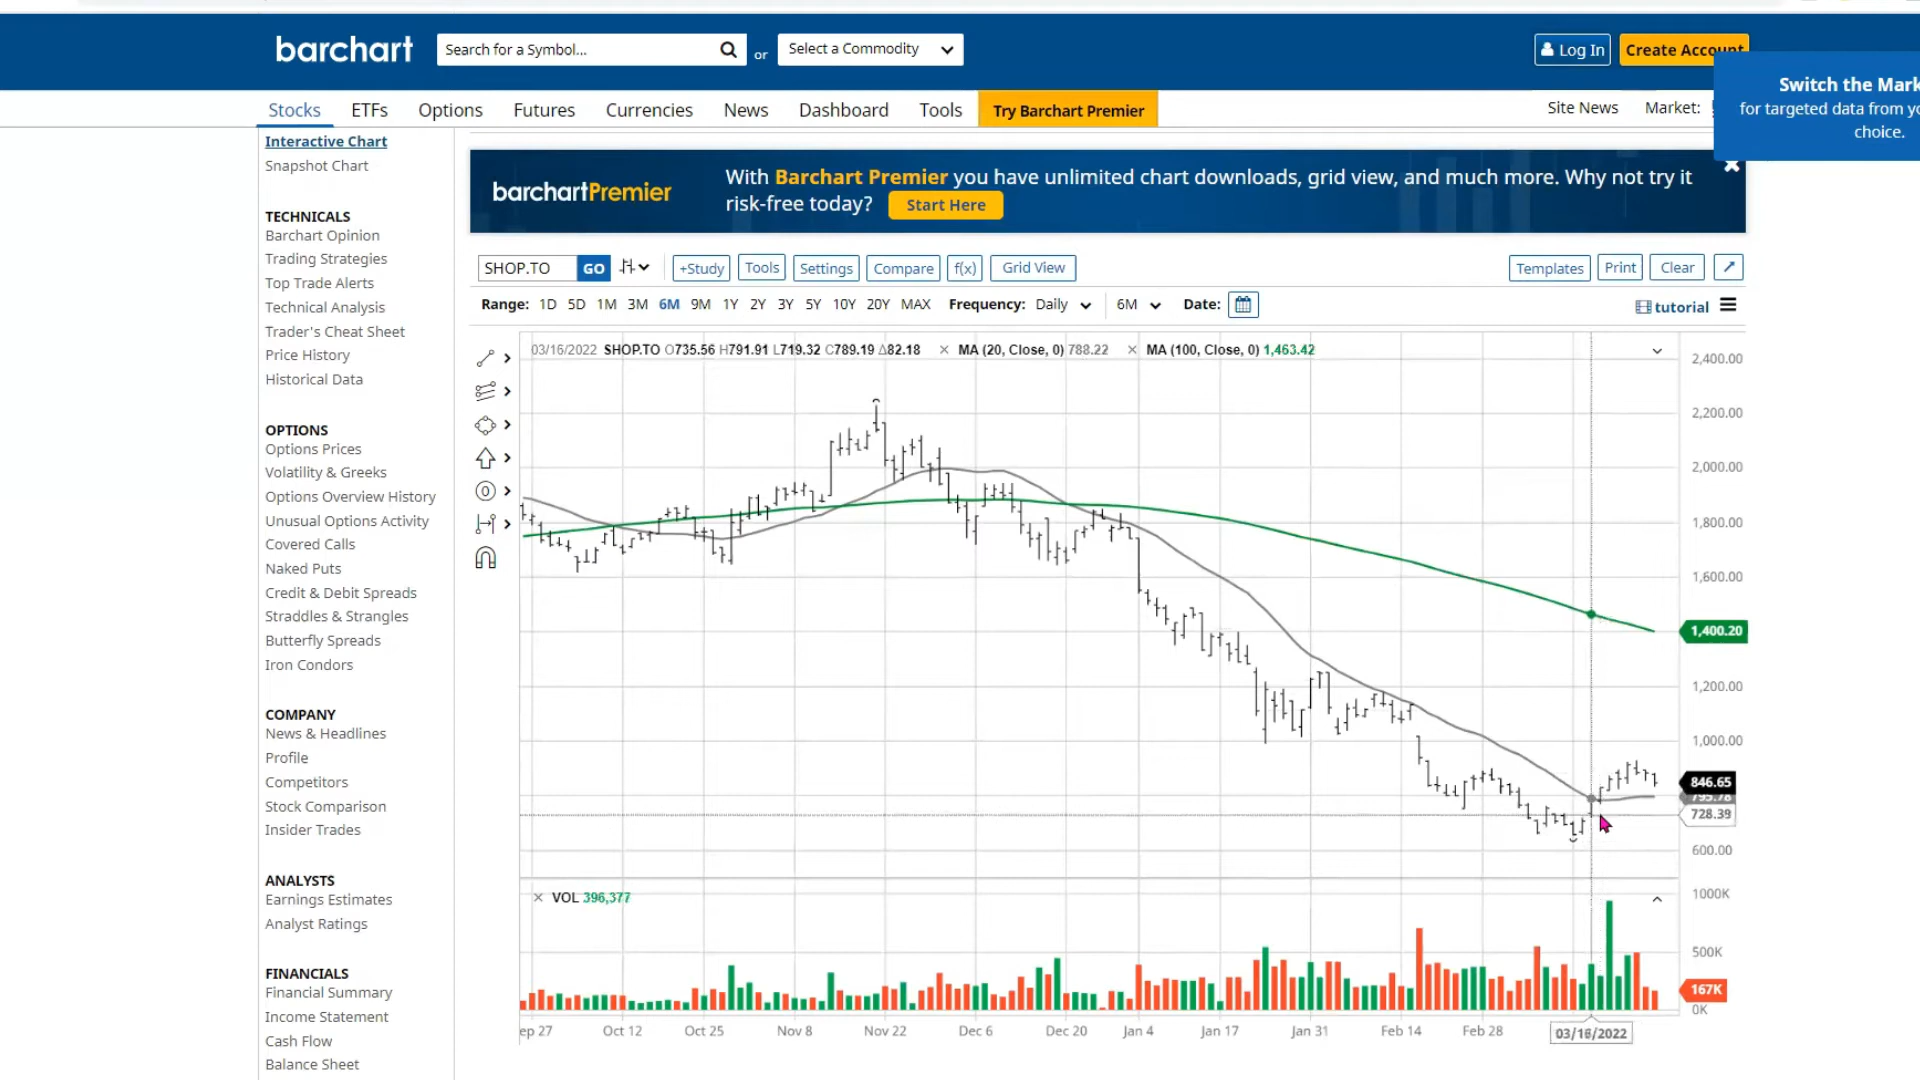 barchart
Search for a Symbol...
or
Select a Commodity
Log In
Create Account
Switch the Mark
for targeted data from yo
choice.
Stocks ETFs Options Futures Currencies News Dashboard Tools Try Barchart Premier
Site News Market:
Interactive Chart
Snapshot Chart
TECHNICALS
Barchart Opinion
Trading Strategies
Top Trade Alerts
Technical Analysis
Trader's Cheat Sheet
Price History
Historical Data
OPTIONS
Options Prices
Volatility & Greeks
Options Overview History
Unusual Options Activity
Covered Calls
Naked Puts
Credit & Debit Spreads
Straddles & Strangles
Butterfly Spreads
Iron Condors
COMPANY
News & Headlines
Profile
Competitors
Stock Comparison
Insider Trades
ANALYSTS
Earnings Estimates
Analyst Ratings
FINANCIALS
Financial Summary
Income Statement
Cash Flow
Balance Sheet
barchartPremier
With Barchart Premier you have unlimited chart downloads, grid view, and much more. Why not try it
risk-free today? Start Here
SHOP.TO GO +Study Tools Settings Compare f(x) Grid View Templates Print Clear
Range: 1D 5D 1M 3M 6M 9M 1Y 2Y 3Y 5Y 10Y 20Y MAX Frequency: Daily 6M Date: tutorial
03/16/2022 SHOP.TO O735.56 H791.91 L719.32 C789.19 Δ82.18 MA (20, Close, 0) 788.22 MA (100, Close, 0) 1,463.42
2,400.00
2,200.00
2,000.00
1,800.00
1,600.00
1,400.20
1,200.00
1,000.00
846.65
795.78
728.39
600.00
VOL 396,377
1000K
500K
167K
0K
ep 27 Oct 12 Oct 25 Nov 8 Nov 22 Dec 6 Dec 20 Jan 4 Jan 17 Jan 31 Feb 14 Feb 28 03/16/2022